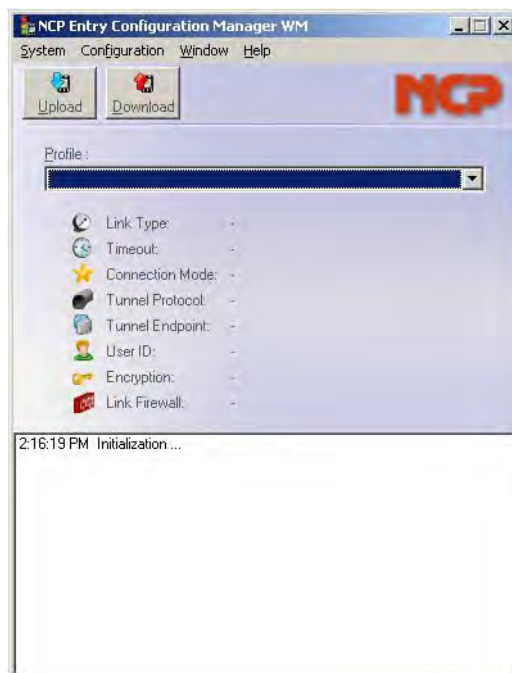 NCP Entry Configuration Manager WM
System Configuration Window Help
Upload Download
NCP
Profile :
Link Type: -
Timeout: -
Connection Mode: -
Tunnel Protocol: -
Tunnel Endpoint: -
User ID: -
Encryption: -
Link Firewall: -
2:16:19 PM Initialization ...